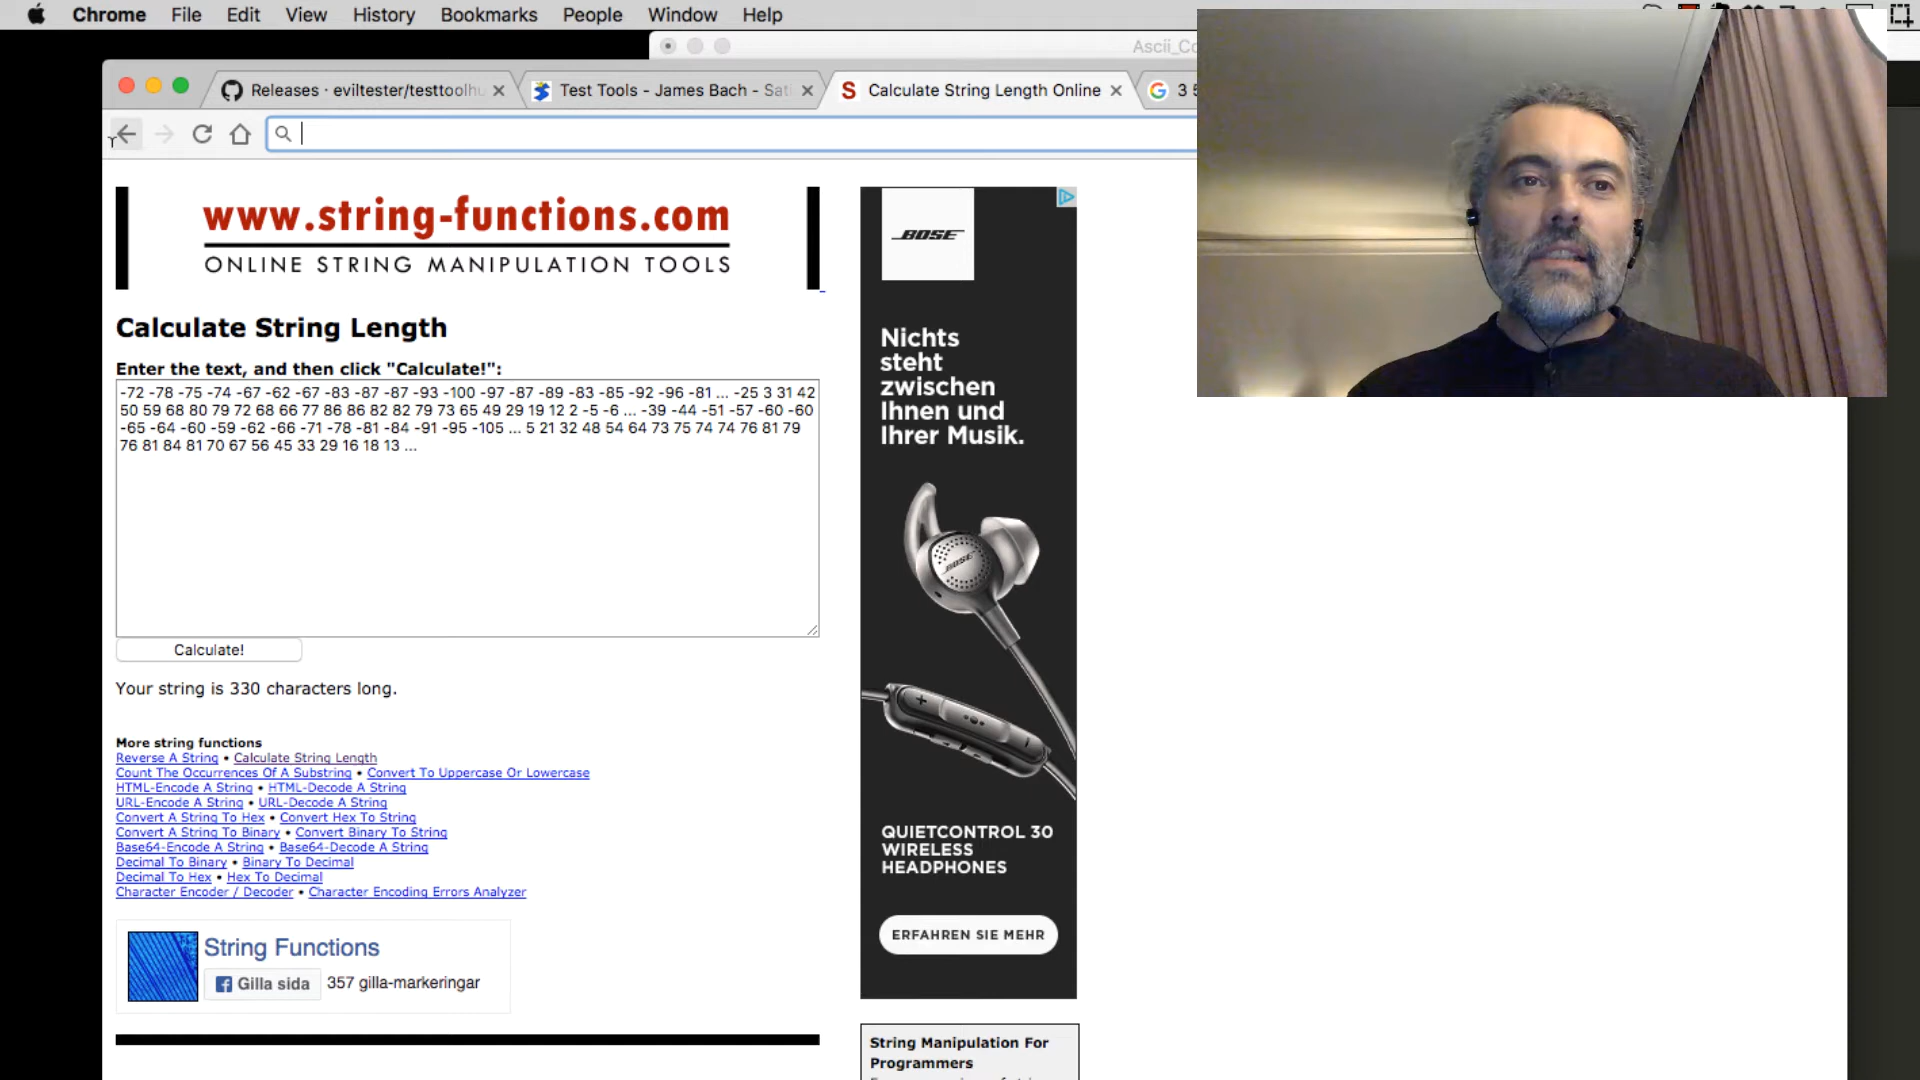 Chrome File Edit View History Bookmarks People Window Help
Releases · eviltester/testtoolhu
Test Tools - James Bach - Sati
Calculate String Length Online
www.string-functions.com
ONLINE STRING MANIPULATION TOOLS
Calculate String Length
Enter the text, and then click "Calculate!":
-72 -78 -75 -74 -67 -62 -67 -83 -87 -87 -93 -100 -97 -87 -89 -83 -85 -92 -96 -81 ... -25 3 31 42
50 59 68 80 79 72 68 66 77 86 86 82 82 79 73 65 49 29 19 12 2 -5 -6 ... -39 -44 -51 -57 -60 -60
-65 -64 -60 -59 -62 -66 -71 -78 -81 -84 -91 -95 -105 ... 5 21 32 48 54 64 73 75 74 74 76 81 79
76 81 84 81 70 67 56 45 33 29 16 18 13 ...
Calculate!
Your string is 330 characters long.
More string functions
Reverse A String • Calculate String Length
Count The Occurrences Of A Substring • Convert To Uppercase Or Lowercase
HTML-Encode A String • HTML-Decode A String
URL-Encode A String • URL-Decode A String
Convert A String To Hex • Convert Hex To String
Convert A String To Binary • Convert Binary To String
Base64-Encode A String • Base64-Decode A String
Decimal To Binary • Binary To Decimal
Decimal To Hex • Hex To Decimal
Character Encoder / Decoder • Character Encoding Errors Analyzer
String Functions
Gilla sida 357 gilla-markeringar
BOSE
Nichts
steht
zwischen
Ihnen und
Ihrer Musik.
QUIETCONTROL 30
WIRELESS
HEADPHONES
ERFAHREN SIE MEHR
String Manipulation For
Programmers